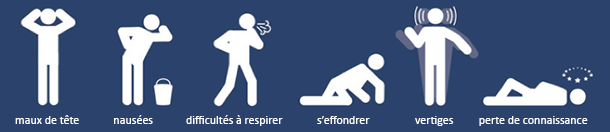 maux de tête nausées difficultés à respirer s'effondrer vertiges perte de connaissance